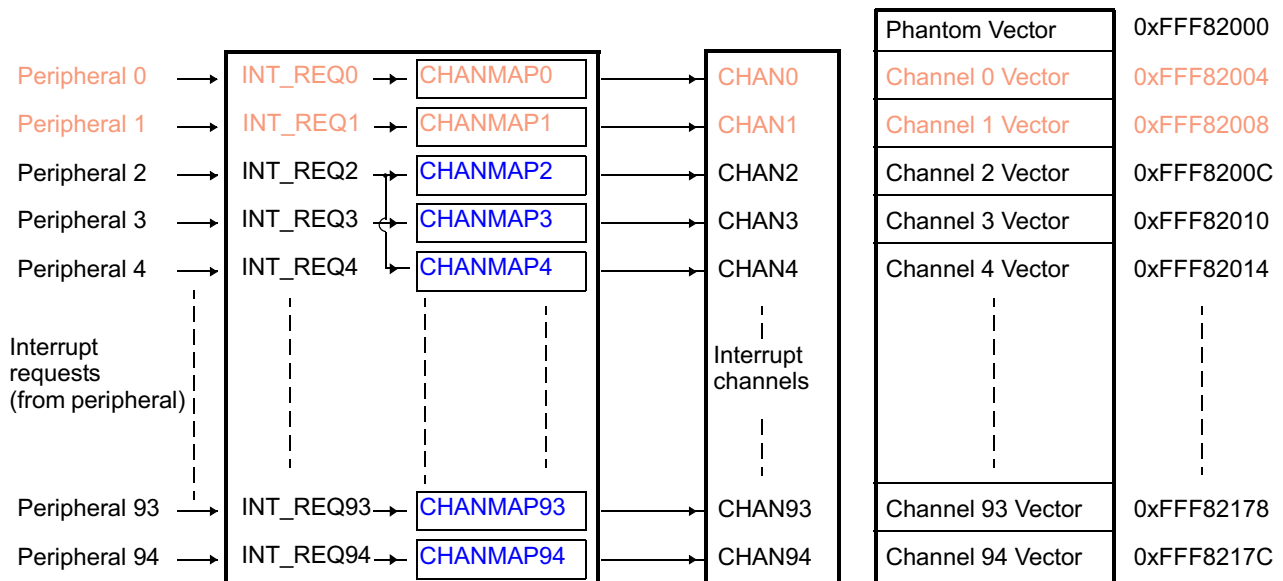 Phantom Vector 0xFFF82000
Peripheral 0 INT_REQ0 CHANMAP0 CHAN0 Channel 0 Vector 0xFFF82004
Peripheral 1 INT_REQ1 CHANMAP1 CHAN1 Channel 1 Vector 0xFFF82008
Peripheral 2 INT_REQ2 CHANMAP2 CHAN2 Channel 2 Vector 0xFFF8200C
Peripheral 3 INT_REQ3 CHANMAP3 CHAN3 Channel 3 Vector 0xFFF82010
Peripheral 4 INT_REQ4 CHANMAP4 CHAN4 Channel 4 Vector 0xFFF82014
Interrupt
requests
(from peripheral)
Interrupt
channels
Peripheral 93 INT_REQ93 CHANMAP93 CHAN93 Channel 93 Vector 0xFFF82178
Peripheral 94 INT_REQ94 CHANMAP94 CHAN94 Channel 94 Vector 0xFFF8217C